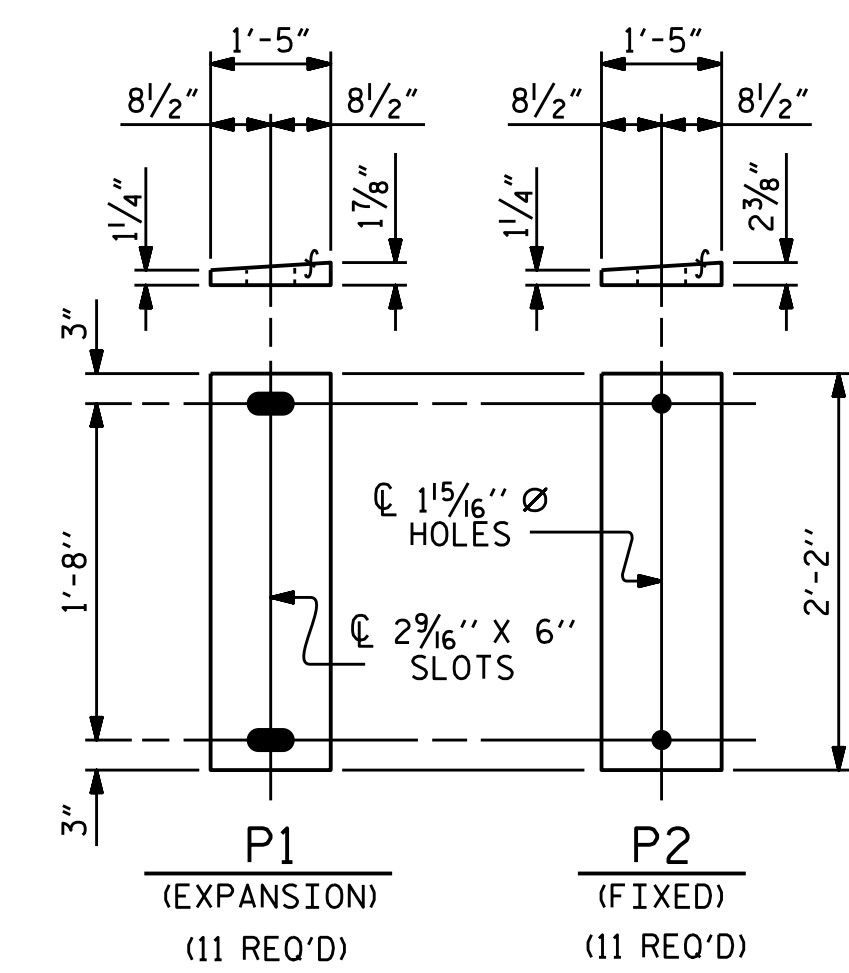 1'-5" 1'-5"
8 1/2" 8 1/2" 8 1/2" 8 1/2"
1 1/4" 1 7/8" 1 1/4" 2 3/8"
f f
3"
℄ 1 15/16'' Ø
HOLES
1'-8'' 2'-2''
℄ 2 9/16'' X 6''
SLOTS
3"
P1 P2
(EXPANSION) (FIXED)
(11 REQ'D) (11 REQ'D)